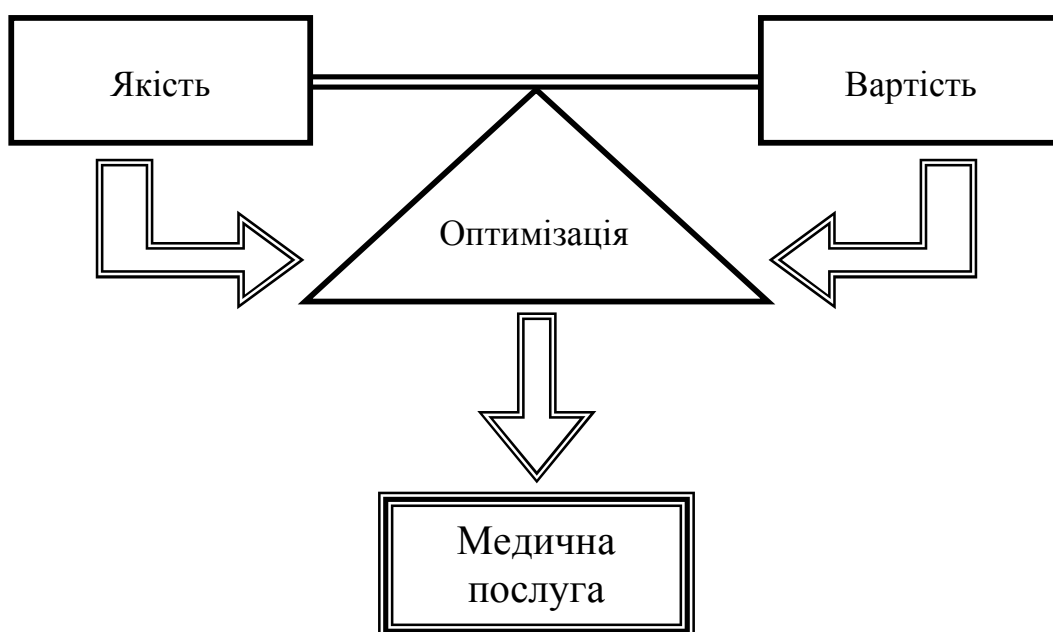 Якість
Вартість
Оптимізація
Медична
послуга